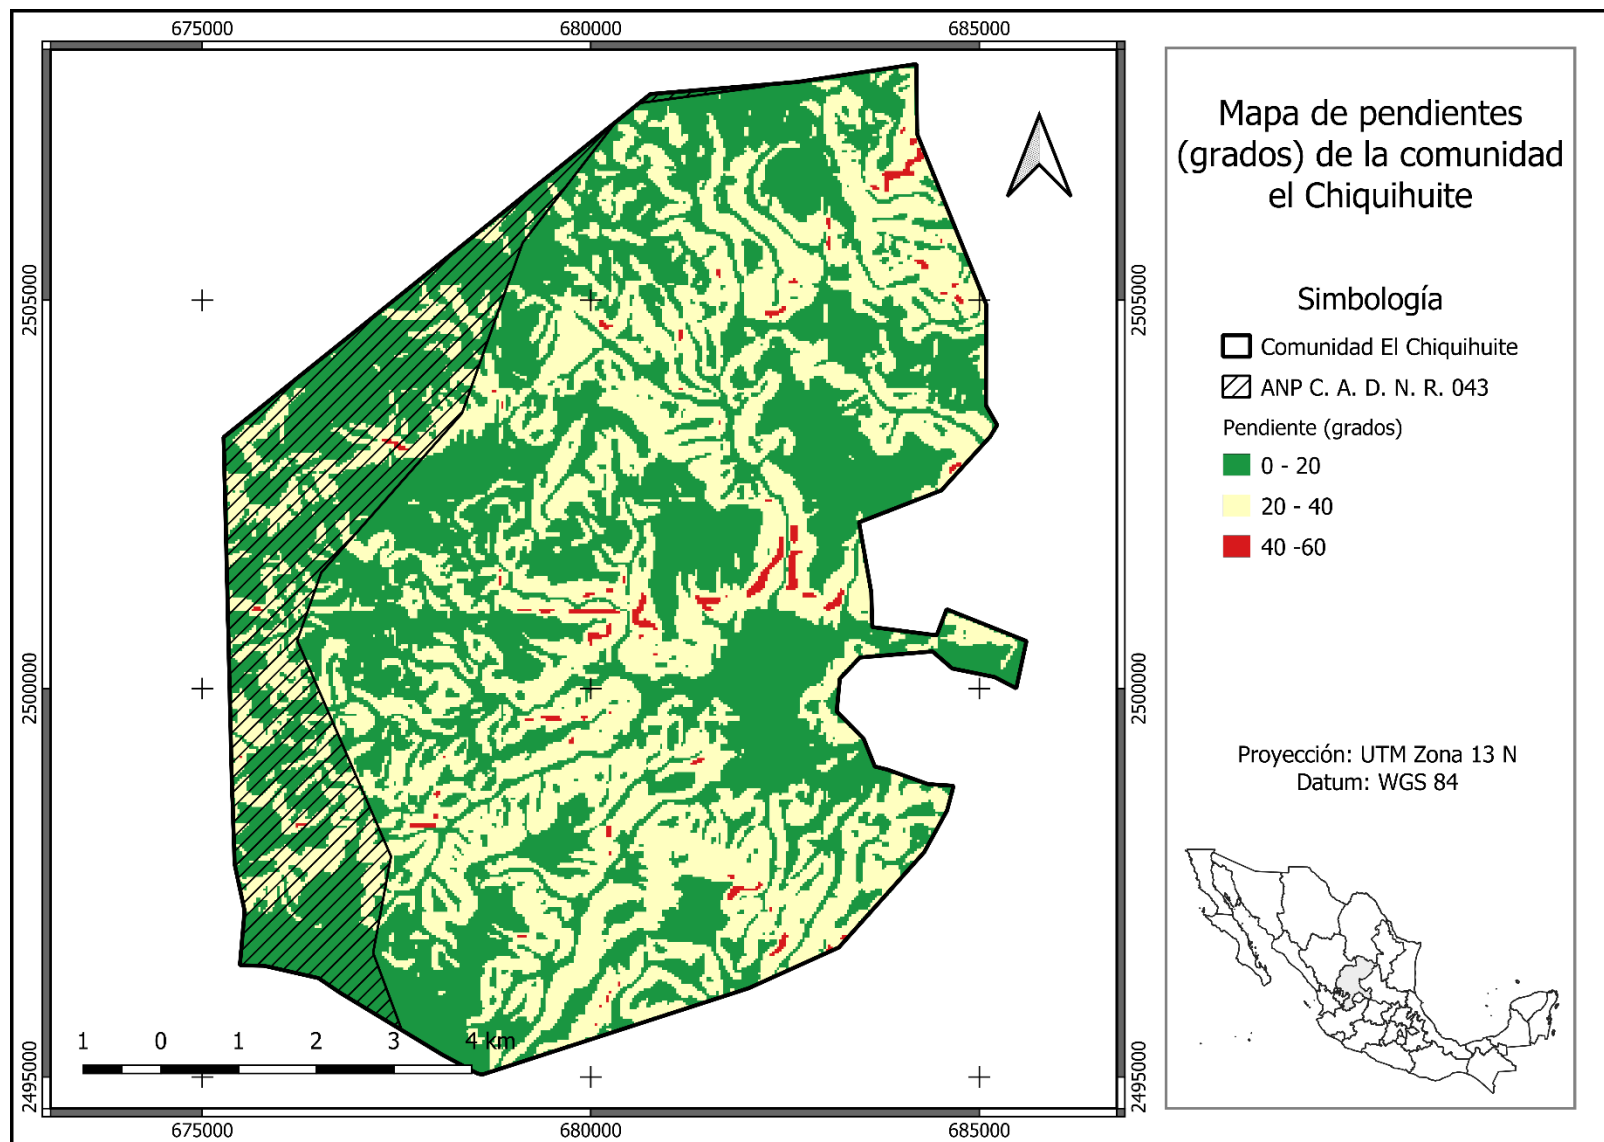 675000
680000
685000
2505000
2505000
2500000
2500000
2495000
2495000
1 0 1 2 3 4 km
675000
680000
685000
Mapa de pendientes
(grados) de la comunidad
el Chiquihuite
Simbología
Comunidad El Chiquihuite
ANP C. A. D. N. R. 043
Pendiente (grados)
0 - 20
20 - 40
40 -60
Proyección: UTM Zona 13 N
Datum: WGS 84